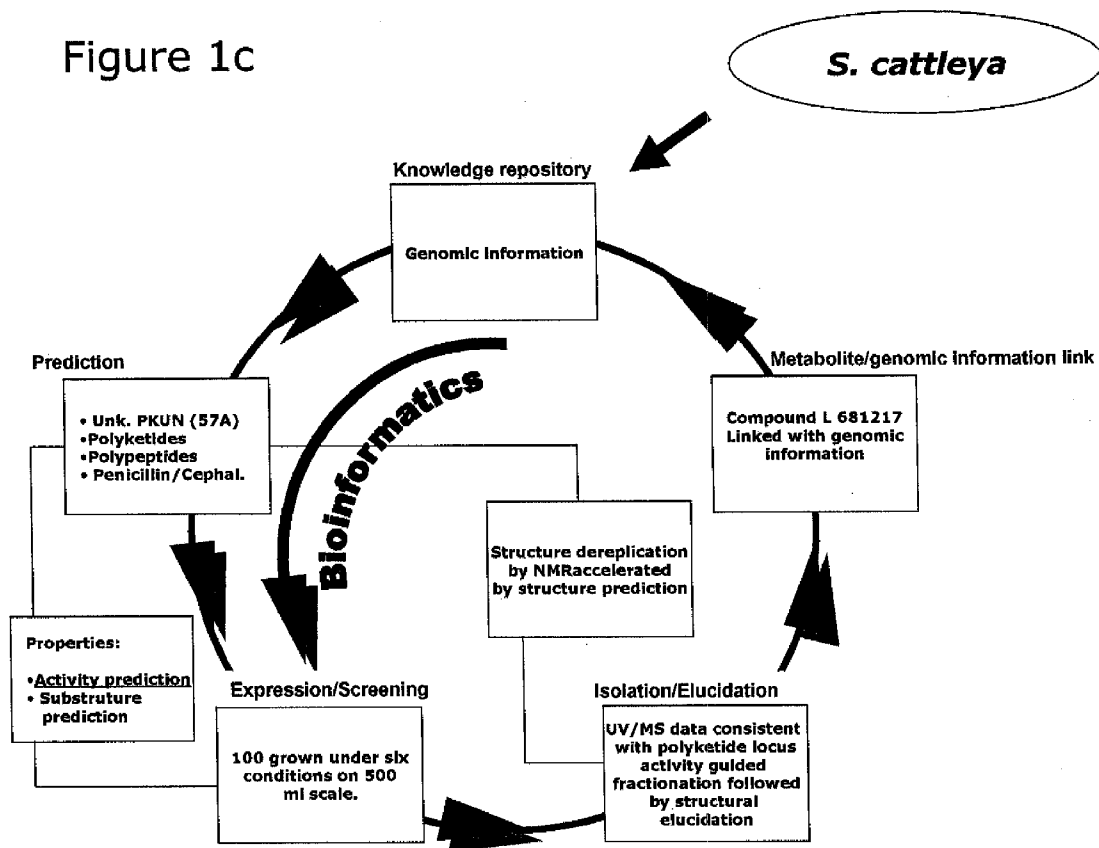 Figure 1c
S. cattleya
Knowledge repository
Genomic Information
Prediction
• Unk. PKUN (57A)
•Polyketides
•Polypeptides
• Penicillin/Cephal.
Bioinformatics
Metabolite/genomic information link
Compound L 681217
Linked with genomic
information
Structure dereplication
by NMRaccelerated
by structure prediction
Properties:
•Activity prediction
• Substruture
prediction
Expression/Screening
100 grown under six
conditions on 500
ml scale.
Isolation/Elucidation
UV/MS data consistent
with polyketide locus
activity guided
fractionation followed
by structural
elucidation